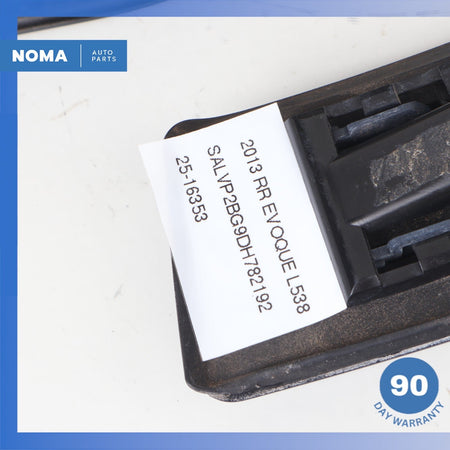 NOMA
AUTO
PARTS
2013 RR EVOQUE L538
SALVP2BG9DH782192
25-16353
90
DAY WARRANTY